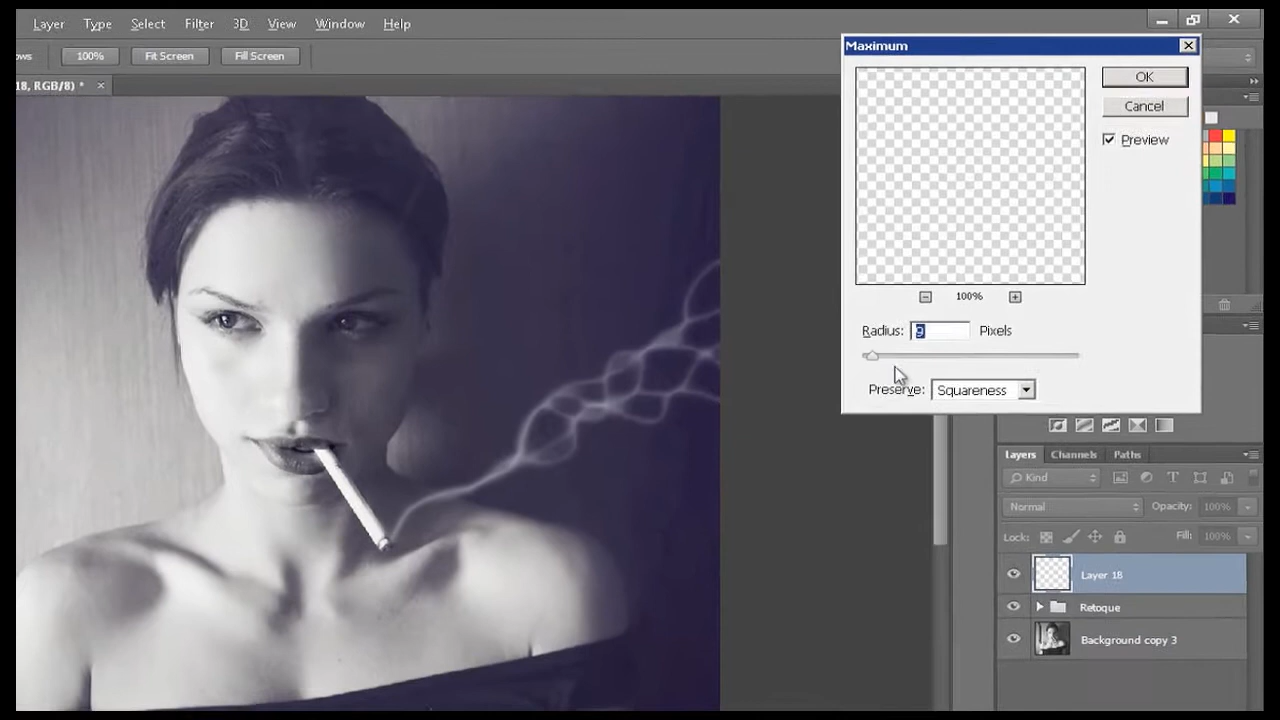 Layer Type Select Filter 3D View Window Help
ows 100% Fit Screen Fill Screen
18, RGB/8) * ×
Maximum
OK
Cancel
Preview
100%
Radius: 9 Pixels
Preserve: Squareness
Layers Channels Paths
Kind
Normal Opacity: 100%
Lock: Fill: 100%
Layer 18
Retoque
Background copy 3